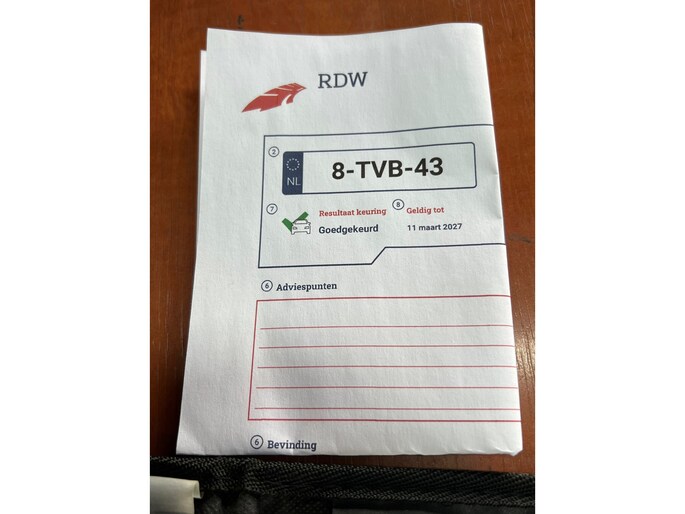 RDW
2
NL
8-TVB-43
7
Resultaat keuring
8
Geldig tot
Goedgekeurd
11 maart 2027
6 Adviespunten
6 Bevinding